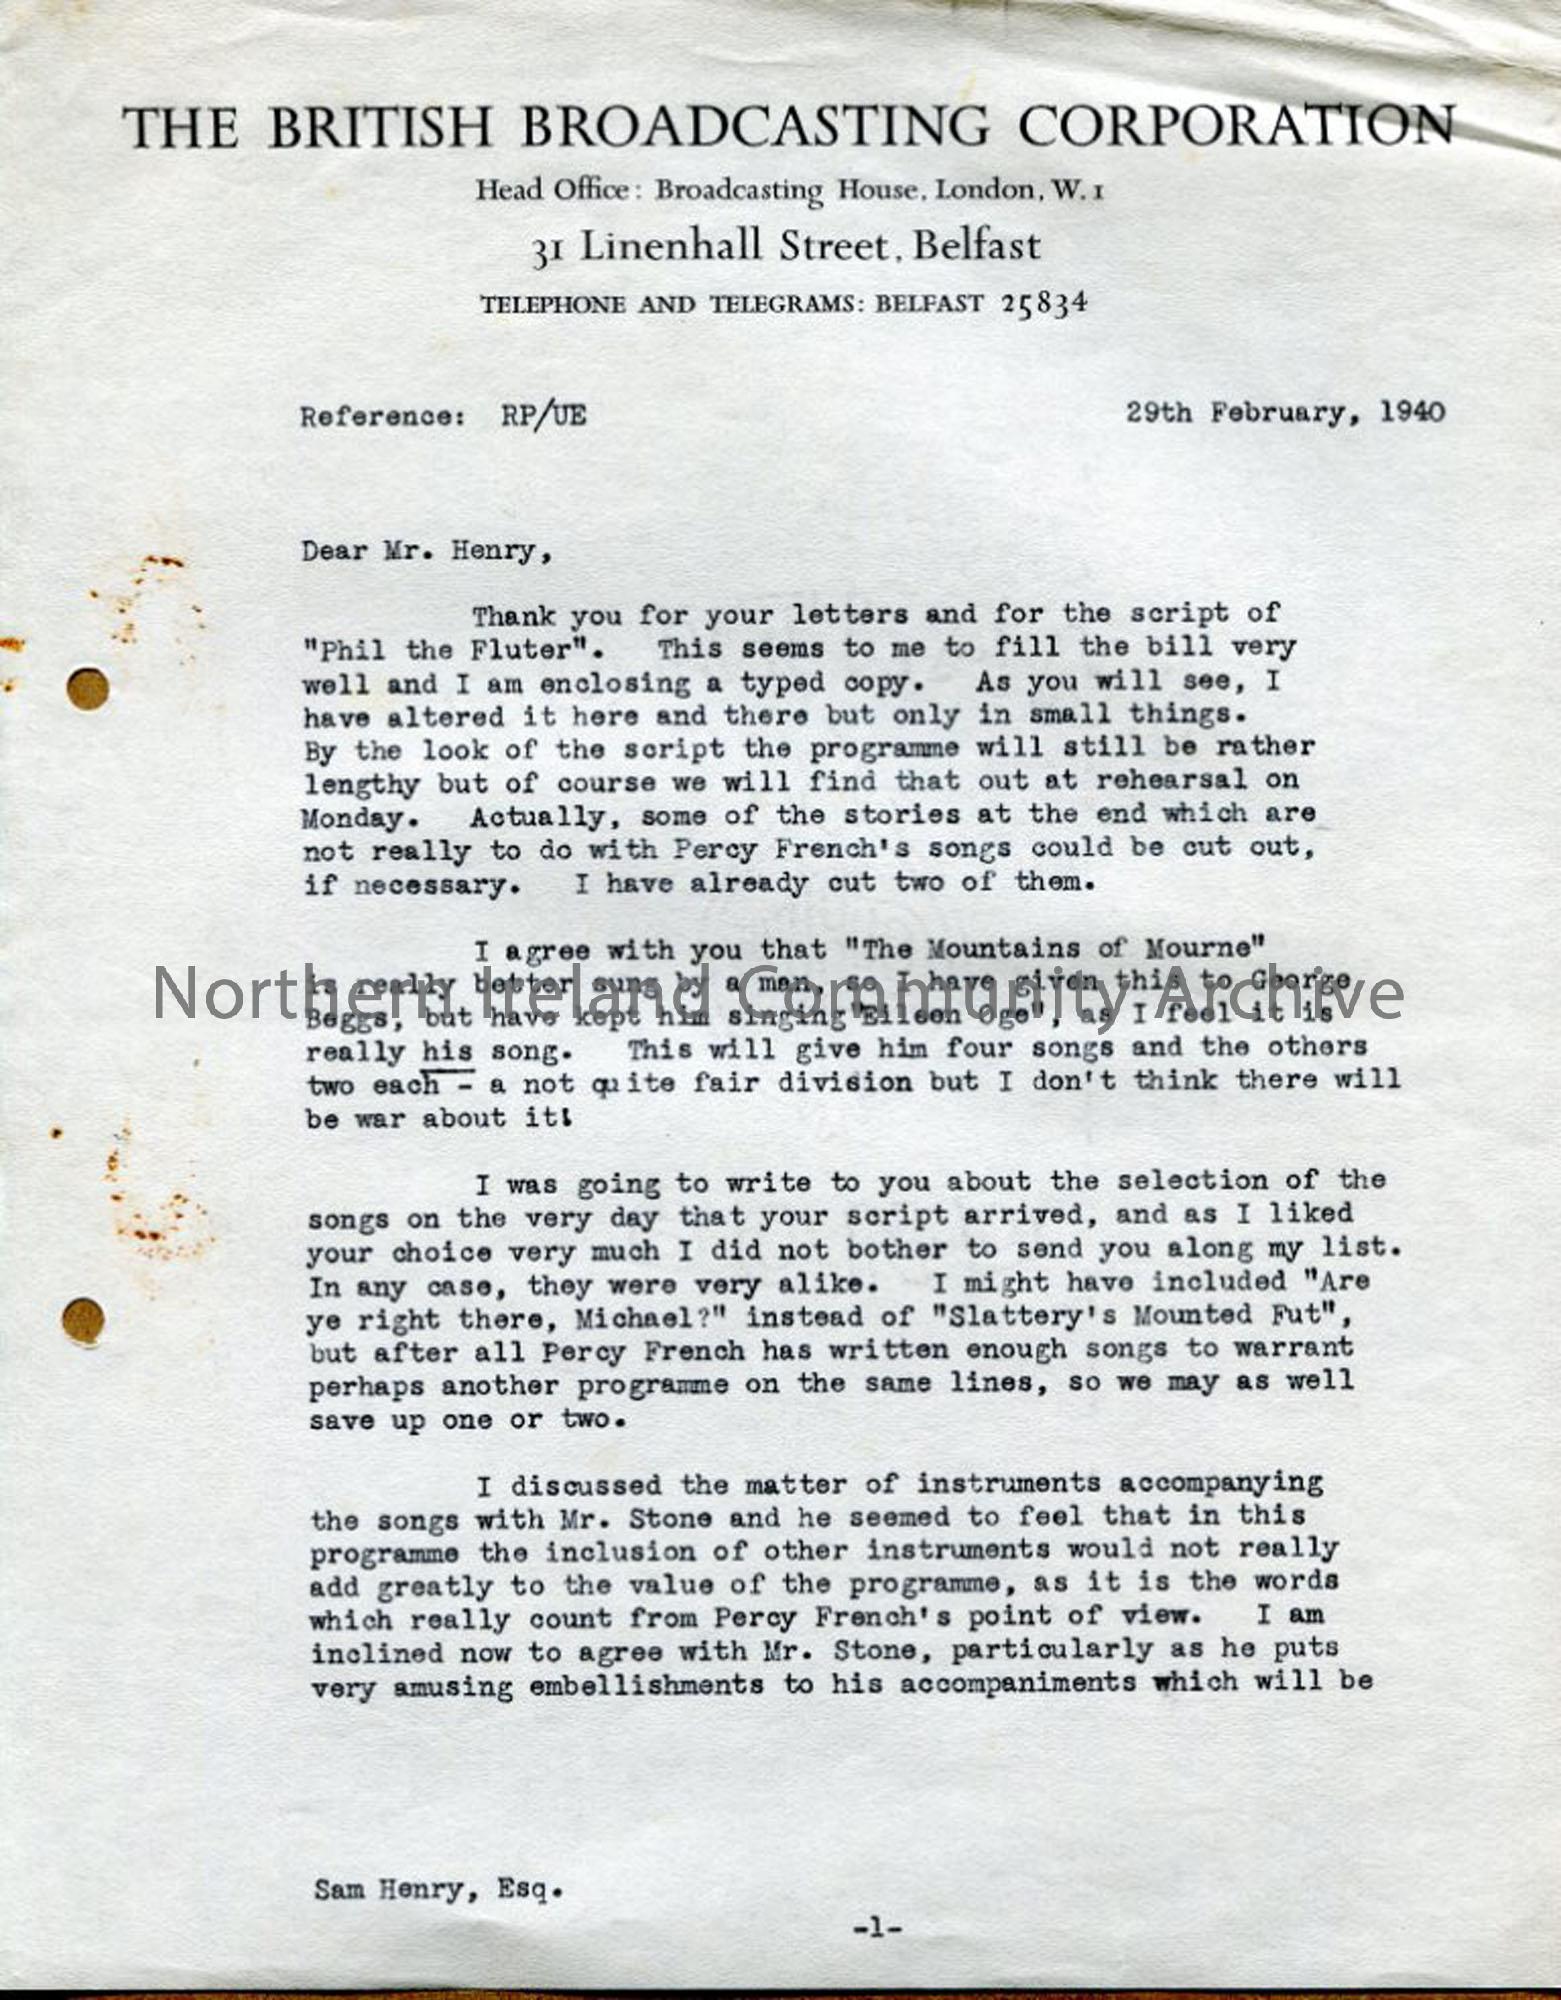 THE BRITISH BROADCASTING CORPORATION
Head Office: Broadcasting House, London, W.1
31 Linenhall Street, Belfast
TELEPHONE AND TELEGRAMS: BELFAST 25834
Reference: RP/UE 29th February, 1940
Dear Mr. Henry,
Thank you for your letters and for the script of
"Phil the Fluter". This seems to me to fill the bill very
well and I am enclosing a typed copy. As you will see, I
have altered it here and there but only in small things.
By the look of the script the programme will still be rather
lengthy but of course we will find that out at rehearsal on
Monday. Actually, some of the stories at the end which are
not really to do with Percy French's songs could be cut out,
if necessary. I have already cut two of them.
I agree with you that "The Mountains of Mourne"
is really better sung by a man, so I have given this to George
Beggs, but have kept him singing "Eileen Oge", as I feel it is
Northern Ireland Community Archive
really his song. This will give him four songs and the others
two each - a not quite fair division but I don't think there will
be war about it!
I was going to write to you about the selection of the
songs on the very day that your script arrived, and as I liked
your choice very much I did not bother to send you along my list.
In any case, they were very alike. I might have included "Are
ye right there, Michael?" instead of "Slattery's Mounted Fut",
but after all Percy French has written enough songs to warrant
perhaps another programme on the same lines, so we may as well
save up one or two.
I discussed the matter of instruments accompanying
the songs with Mr. Stone and he seemed to feel that in this
programme the inclusion of other instruments would not really
add greatly to the value of the programme, as it is the words
which really count from Percy French's point of view. I am
inclined now to agree with Mr. Stone, particularly as he puts
very amusing embellishments to his accompaniments which will be
Sam Henry, Esq.
-1-